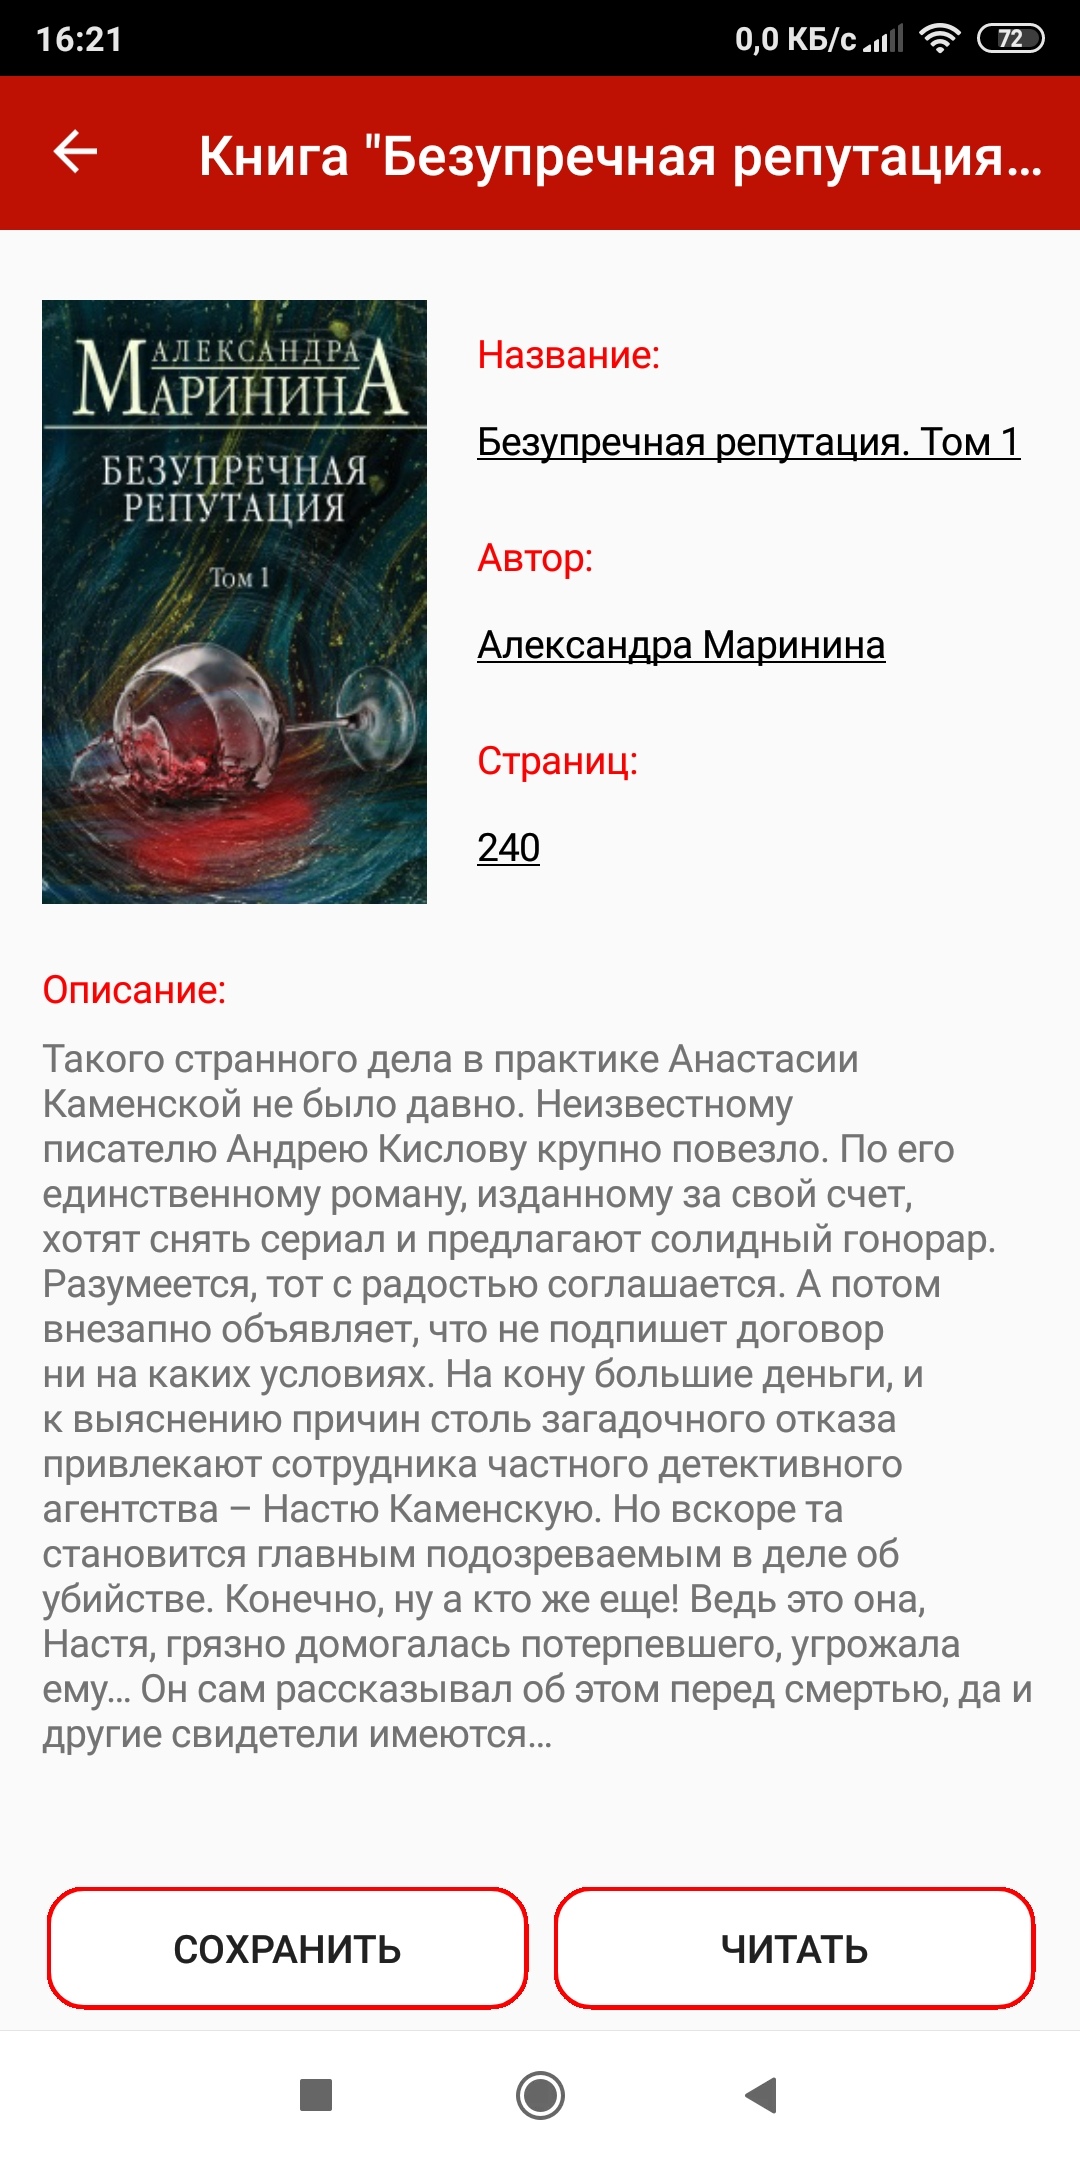 16:21
0,0 КБ/с
72
Книга "Безупречная репутация...
АЛЕКСАНДРА
МАРИНИНА
БЕЗУПРЕЧНАЯ
РЕПУТАЦИЯ
Том 1
Название:
Безупречная репутация. Том 1
Автор:
Александра Маринина
Страниц:
240
Описание:
Такого странного дела в практике Анастасии
Каменской не было давно. Неизвестному
писателю Андрею Кислову крупно повезло. По его
единственному роману, изданному за свой счет,
хотят снять сериал и предлагают солидный гонорар.
Разумеется, тот с радостью соглашается. А потом
внезапно объявляет, что не подпишет договор
ни на каких условиях. На кону большие деньги, и
к выяснению причин столь загадочного отказа
привлекают сотрудника частного детективного
агентства – Настю Каменскую. Но вскоре та
становится главным подозреваемым в деле об
убийстве. Конечно, ну а кто же еще! Ведь это она,
Настя, грязно домогалась потерпевшего, угрожала
ему… Он сам рассказывал об этом перед смертью, да и
другие свидетели имеются…
СОХРАНИТЬ
ЧИТАТЬ